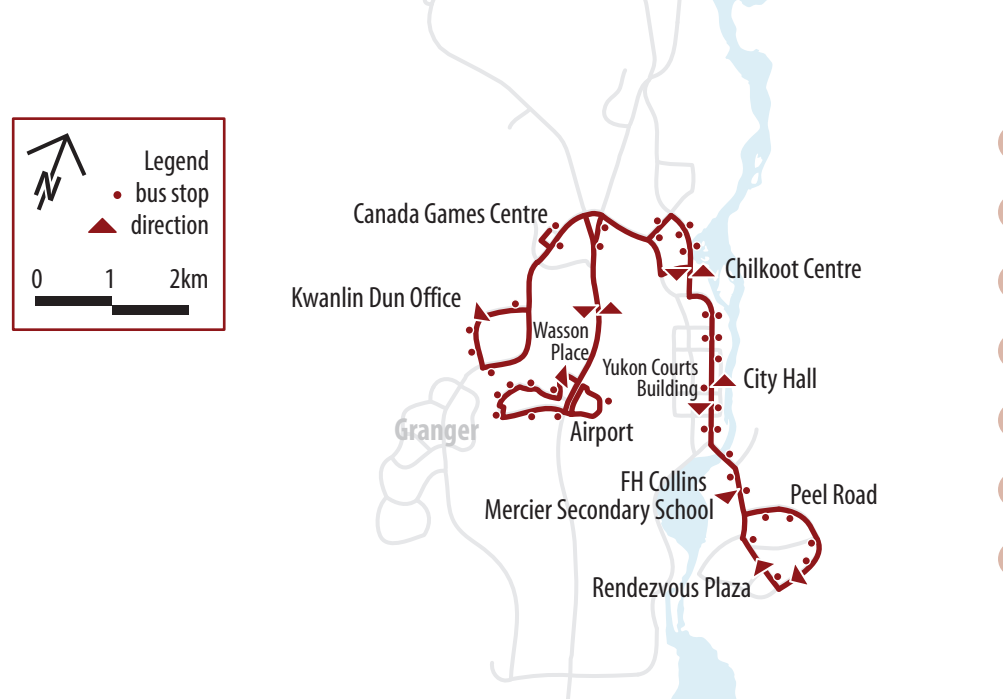 N
Legend
bus stop
direction
0 1 2km
Canada Games Centre
Chilkoot Centre
Kwanlin Dun Office
Wasson
Place
Yukon Courts
Building
City Hall
Granger
Airport
FH Collins
Mercier Secondary School
Peel Road
Rendezvous Plaza